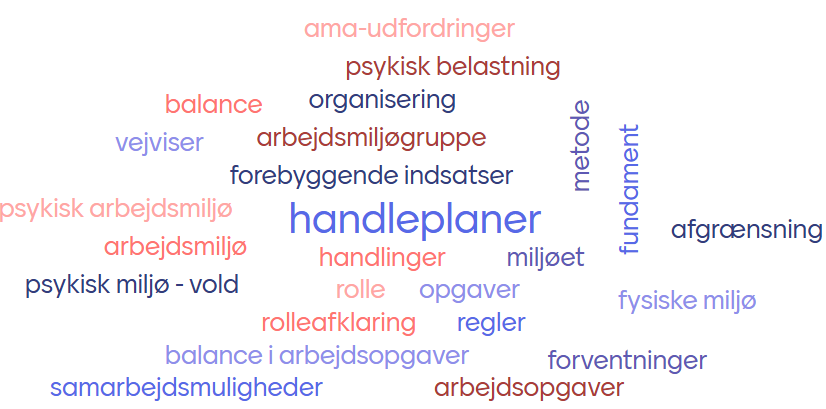 ama-udfordringer
psykisk belastning
balance
organisering
vejviser
arbejdsmiljøgruppe
metode
fundament
forebyggende indsatser
psykisk arbejdsmiljø
handleplaner
afgrænsning
arbejdsmiljø
handlinger
miljøet
psykisk miljø - vold
rolle
opgaver
fysiske miljø
rolleafklaring
regler
balance i arbejdsopgaver
forventninger
samarbejdsmuligheder
arbejdsopgaver